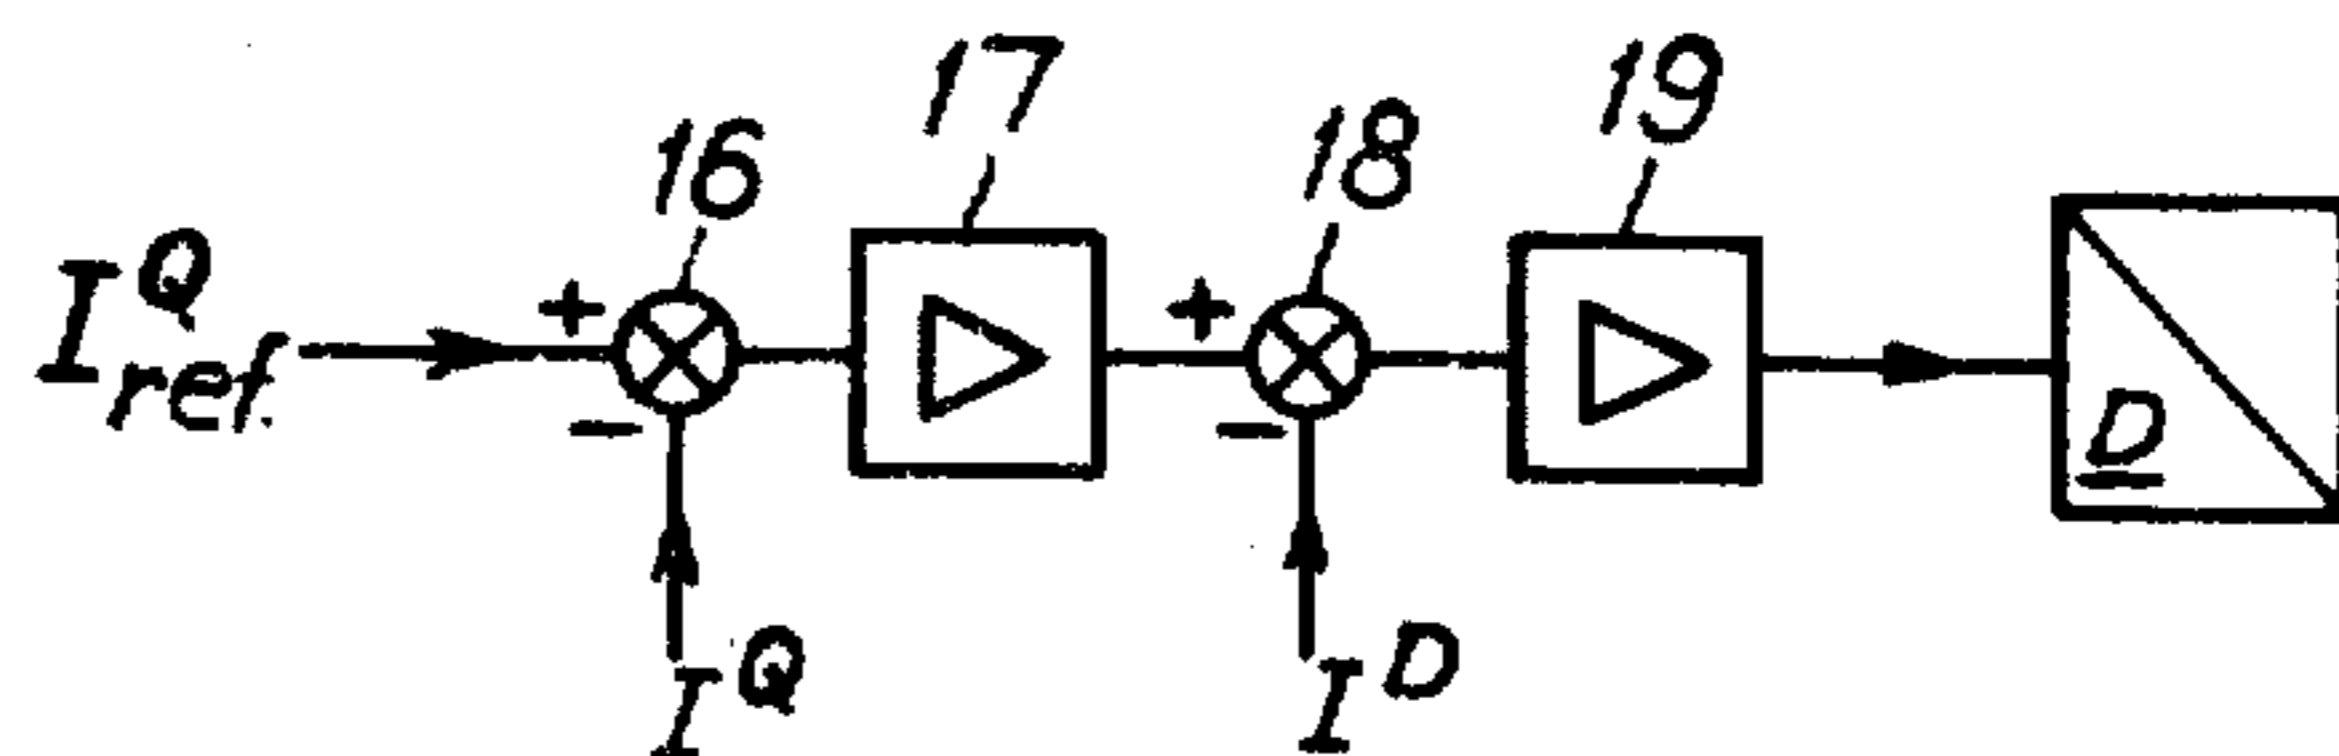 17
19
16
18
I^Q_ref.
+
+
−
−
D
I^Q
I^D